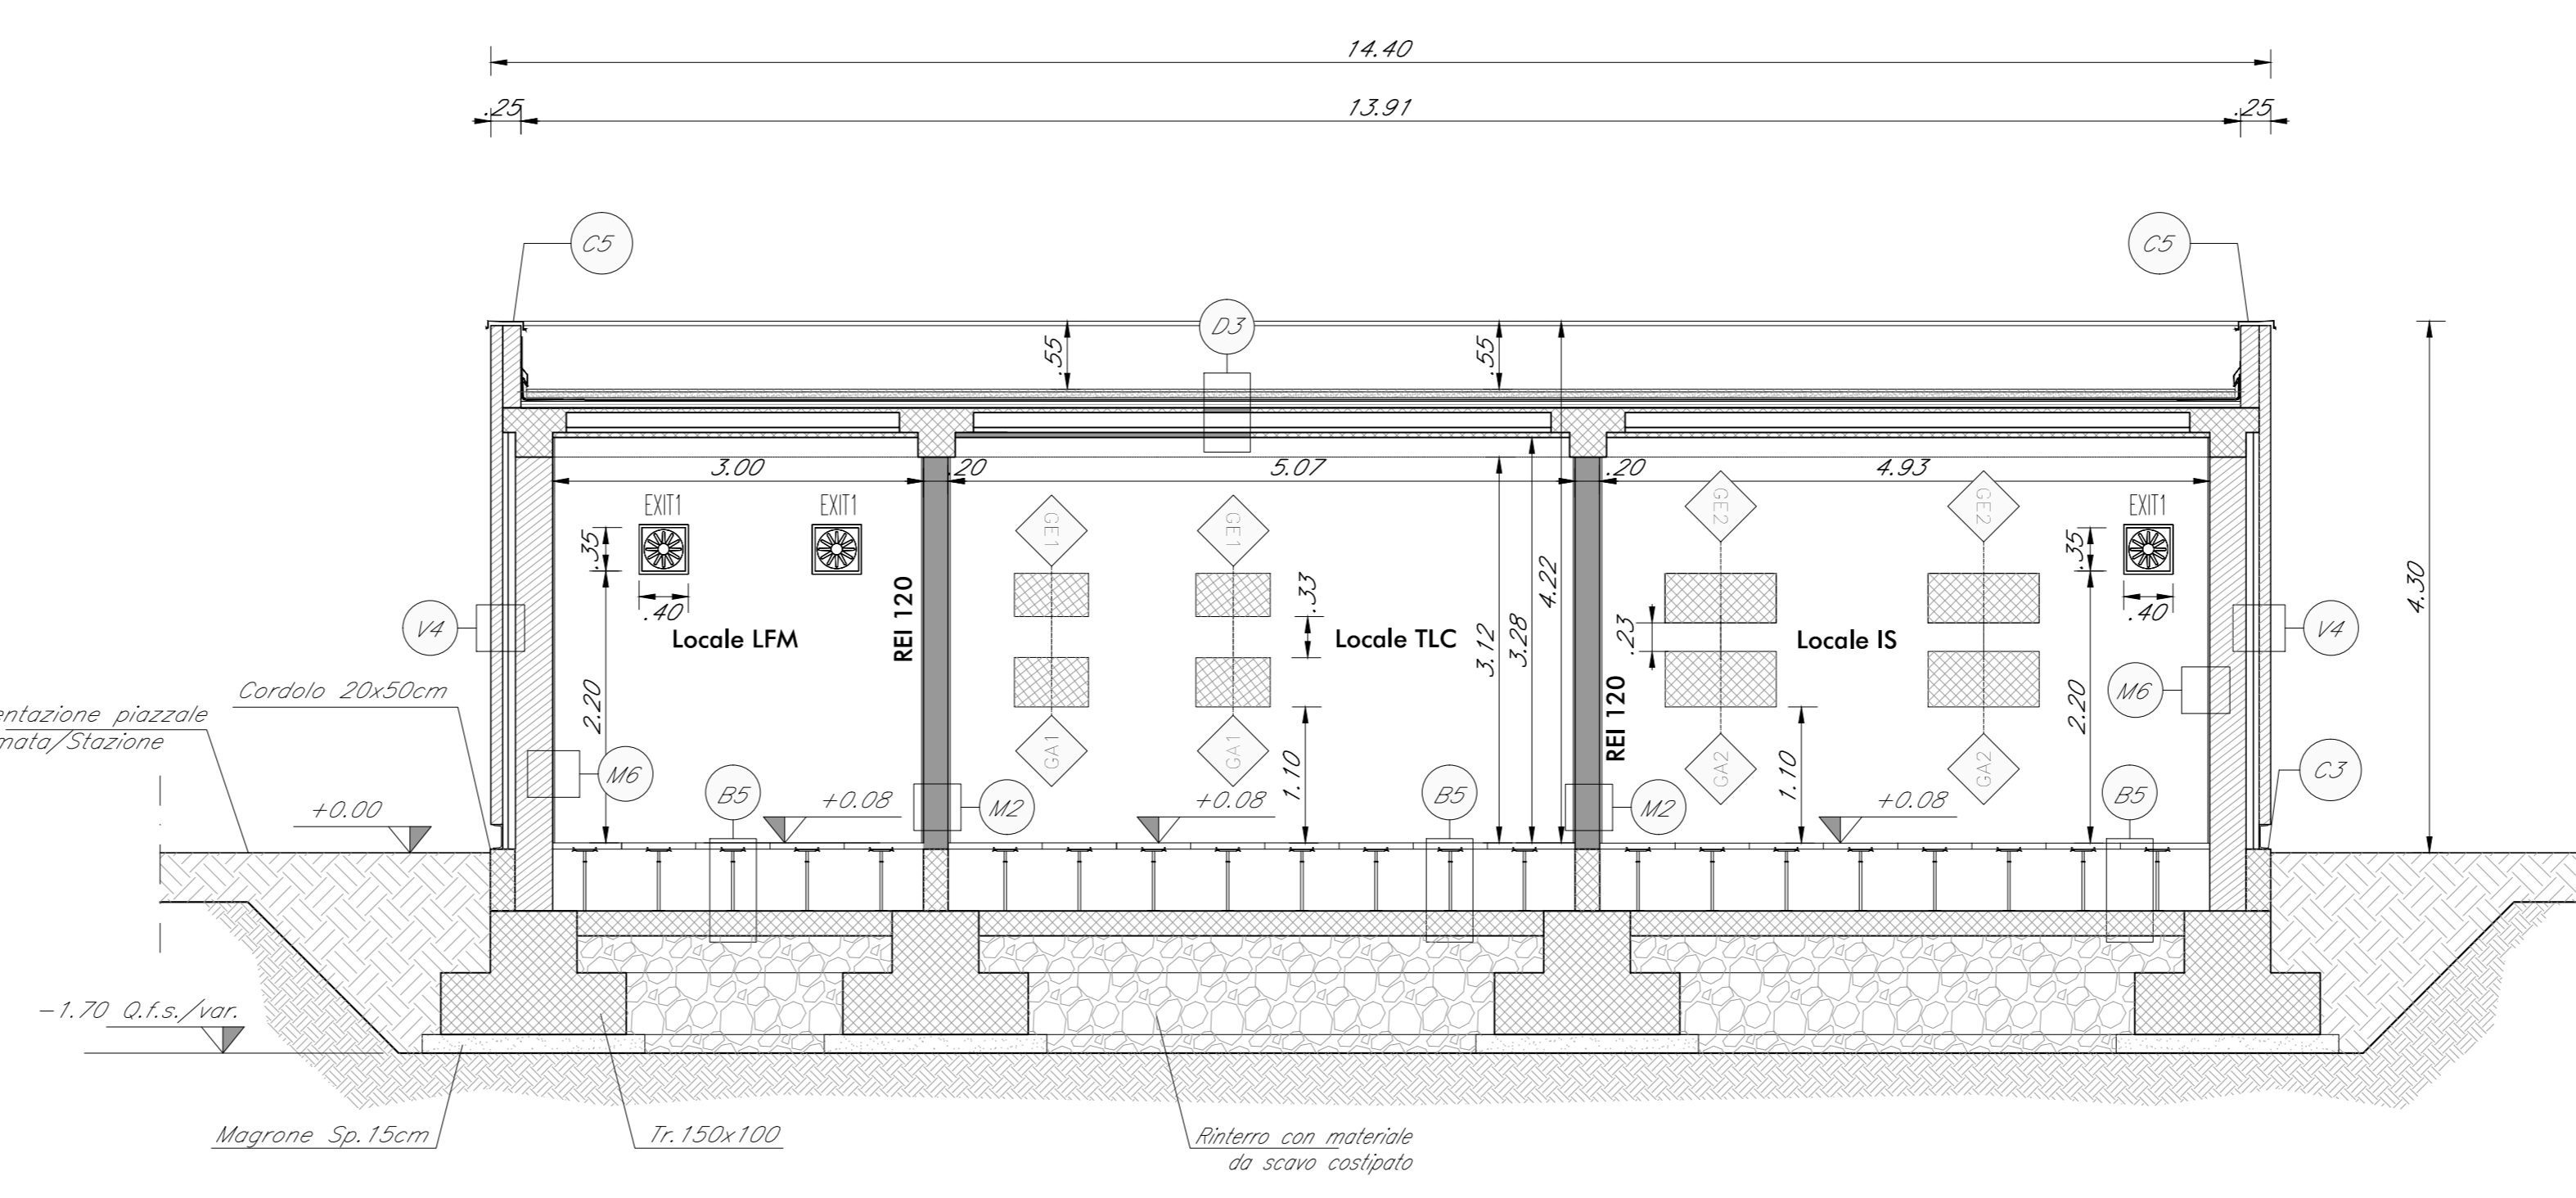 14.40
.25
13.91
.25
C5
C5
D3
.55
.55
4.30
3.00
.20
5.07
.20
4.93
EXIT1
EXIT1
EXIT1
GE1
GE1
GE2
GE2
.35
.35
.40
.40
.33
.23
4.22
3.28
3.12
REI 120
REI 120
Locale LFM
Locale TLC
Locale IS
V4
V4
M6
M6
2.20
2.20
1.10
1.10
GA1
GA1
GA2
GA2
Cordolo 20x50cm
entazione piazzale
mata/Stazione
C3
M2
M2
B5
B5
B5
+0.00
+0.08
+0.08
+0.08
-1.70 Q.f.s./var.
Magrone Sp.15cm
Tr.150x100
Rinterro con materiale
da scavo costipato